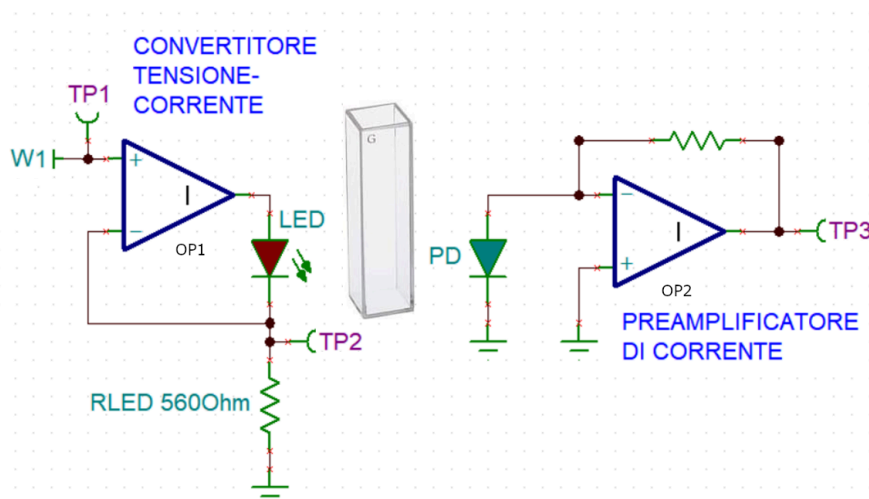 CONVERTITORE
TENSIONE-
CORRENTE
TP1
W1
+
-
I
OP1
LED
TP2
RLED 560Ohm
G
PD
-
+
I
OP2
TP3
PREAMPLIFICATORE
DI CORRENTE